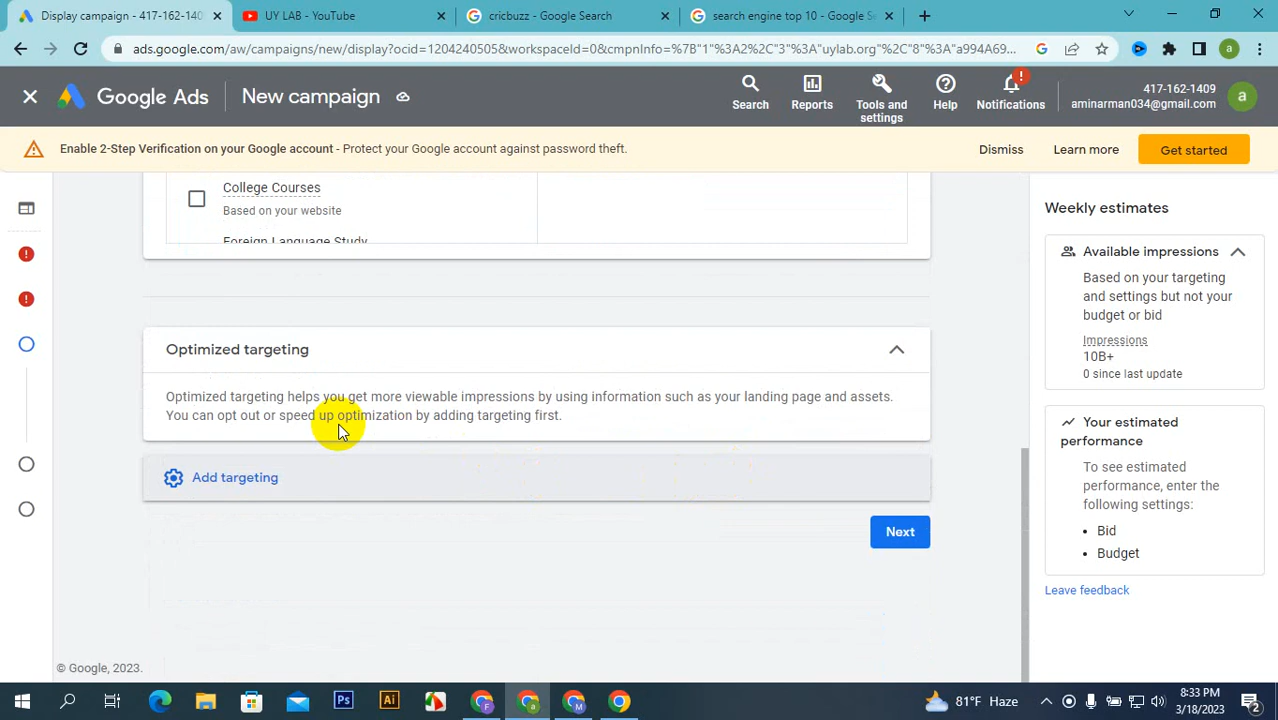 Display campaign - 417-162-140
UY LAB - YouTube
cricbuzz - Google Search
search engine top 10 - Google Se
ads.google.com/aw/campaigns/new/display?ocid=1204240505&workspaceId=0&cmpnInfo=%7B"1"%3A2%2C"3"%3A"uylab.org"%2C"8"%3A"a994A69...
a
Google Ads
New campaign
Search
Reports
Tools and settings
Help
Notifications
417-162-1409
aminarman034@gmail.com
a
Enable 2-Step Verification on your Google account - Protect your Google account against password theft.
Dismiss
Learn more
Get started
College Courses
Based on your website
Foreign Language Study
Optimized targeting
Optimized targeting helps you get more viewable impressions by using information such as your landing page and assets.
You can opt out or speed up optimization by adding targeting first.
Add targeting
Next
Weekly estimates
Available impressions
Based on your targeting
and settings but not your
budget or bid
Impressions
10B+
0 since last update
Your estimated
performance
To see estimated
performance, enter the
following settings:
• Bid
• Budget
Leave feedback
© Google, 2023.
Ps
Ai
F
a
M
81°F Haze
8:33 PM
3/18/2023
2